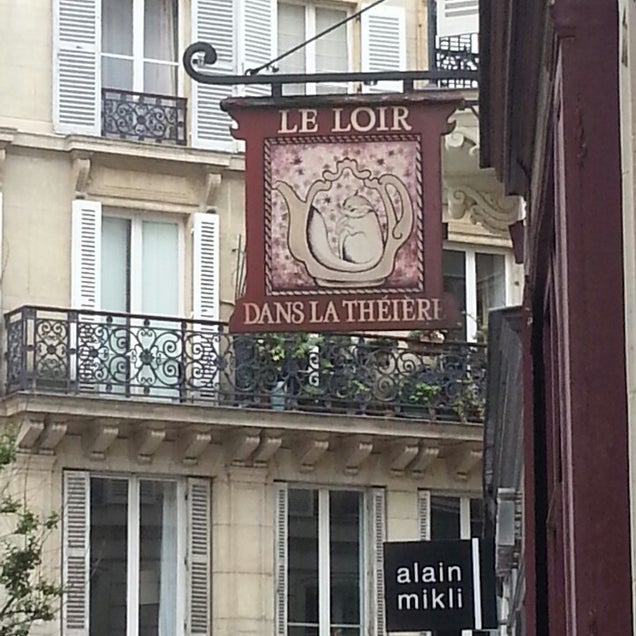 LE LOIR
DANS LA THÉIÈRE
alain
mikli